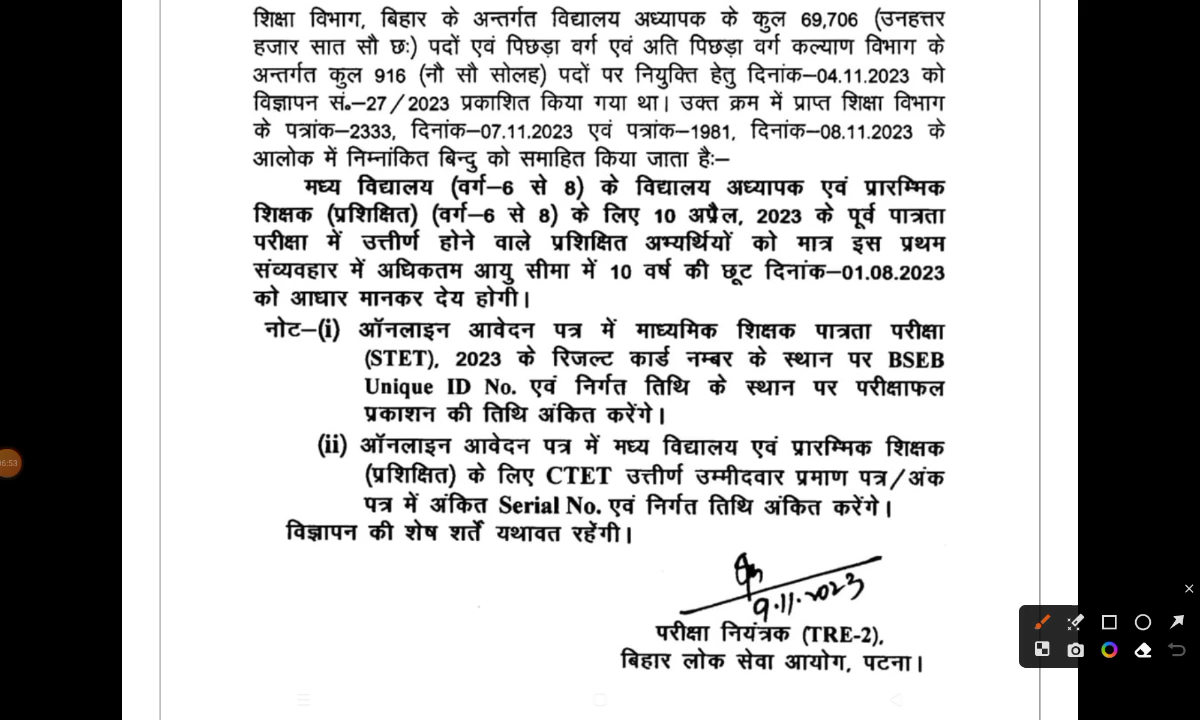 शिक्षा विभाग, बिहार के अन्तर्गत विद्यालय अध्यापक के कुल 69,706 (उनहत्तर
हजार सात सौ छः) पदों एवं पिछड़ा वर्ग एवं अति पिछड़ा वर्ग कल्याण विभाग के
अन्तर्गत कुल 916 (नौ सौ सोलह) पदों पर नियुक्ति हेतु दिनांक–04.11.2023 को
विज्ञापन सं०–27/2023 प्रकाशित किया गया था। उक्त क्रम में प्राप्त शिक्षा विभाग
के पत्रांक–2333, दिनांक–07.11.2023 एवं पत्रांक–1981, दिनांक–08.11.2023 के
आलोक में निम्नांकित बिन्दु को समाहित किया जाता हैः–
मध्य विद्यालय (वर्ग–6 से 8) के विद्यालय अध्यापक एवं प्रारम्भिक
शिक्षक (प्रशिक्षित) (वर्ग–6 से 8) के लिए 10 अप्रैल, 2023 के पूर्व पात्रता
परीक्षा में उत्तीर्ण होने वाले प्रशिक्षित अभ्यर्थियों को मात्र इस प्रथम
संव्यवहार में अधिकतम आयु सीमा में 10 वर्ष की छूट दिनांक–01.08.2023
को आधार मानकर देय होगी।
नोट–(i) ऑनलाइन आवेदन पत्र में माध्यमिक शिक्षक पात्रता परीक्षा
(STET), 2023 के रिजल्ट कार्ड नम्बर के स्थान पर BSEB
Unique ID No. एवं निर्गत तिथि के स्थान पर परीक्षाफल
प्रकाशन की तिथि अंकित करेंगे।
(ii) ऑनलाइन आवेदन पत्र में मध्य विद्यालय एवं प्रारम्भिक शिक्षक
(प्रशिक्षित) के लिए CTET उत्तीर्ण उम्मीदवार प्रमाण पत्र/अंक
पत्र में अंकित Serial No. एवं निर्गत तिथि अंकित करेंगे।
विज्ञापन की शेष शर्तें यथावत रहेंगी।
9.11.2023
परीक्षा नियंत्रक (TRE-2),
बिहार लोक सेवा आयोग, पटना।